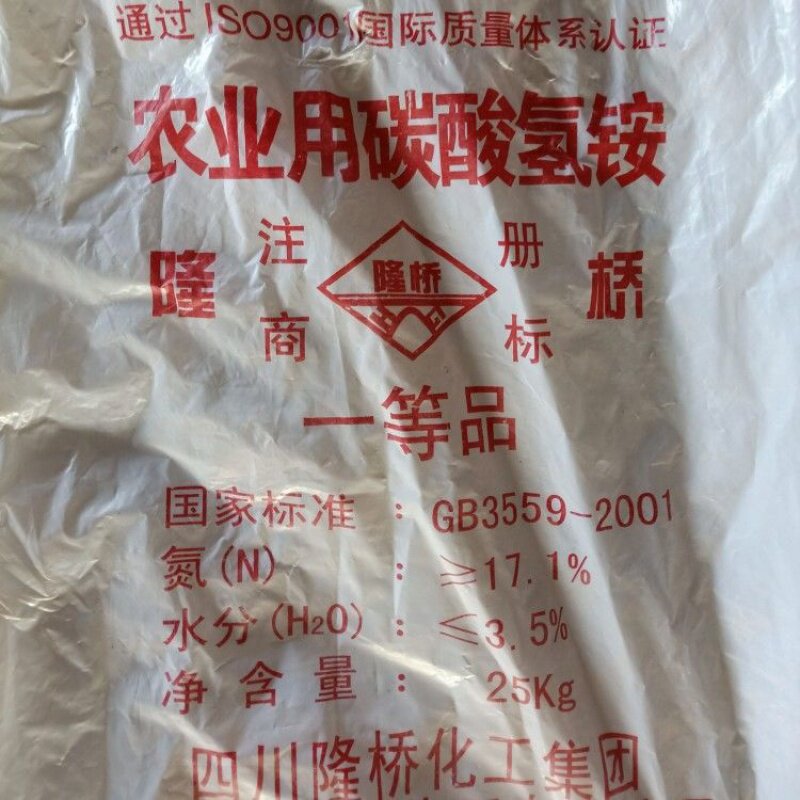 通过ISO9001国际质量体系认证
农业用碳酸氢铵
注 册
隆 隆桥 桥
商 标
一等品
国家标准：GB3559-2001
氮(N)：≥17.1%
水分(H₂O)：≤3.5%
净含量：25Kg
四川隆桥化工集团